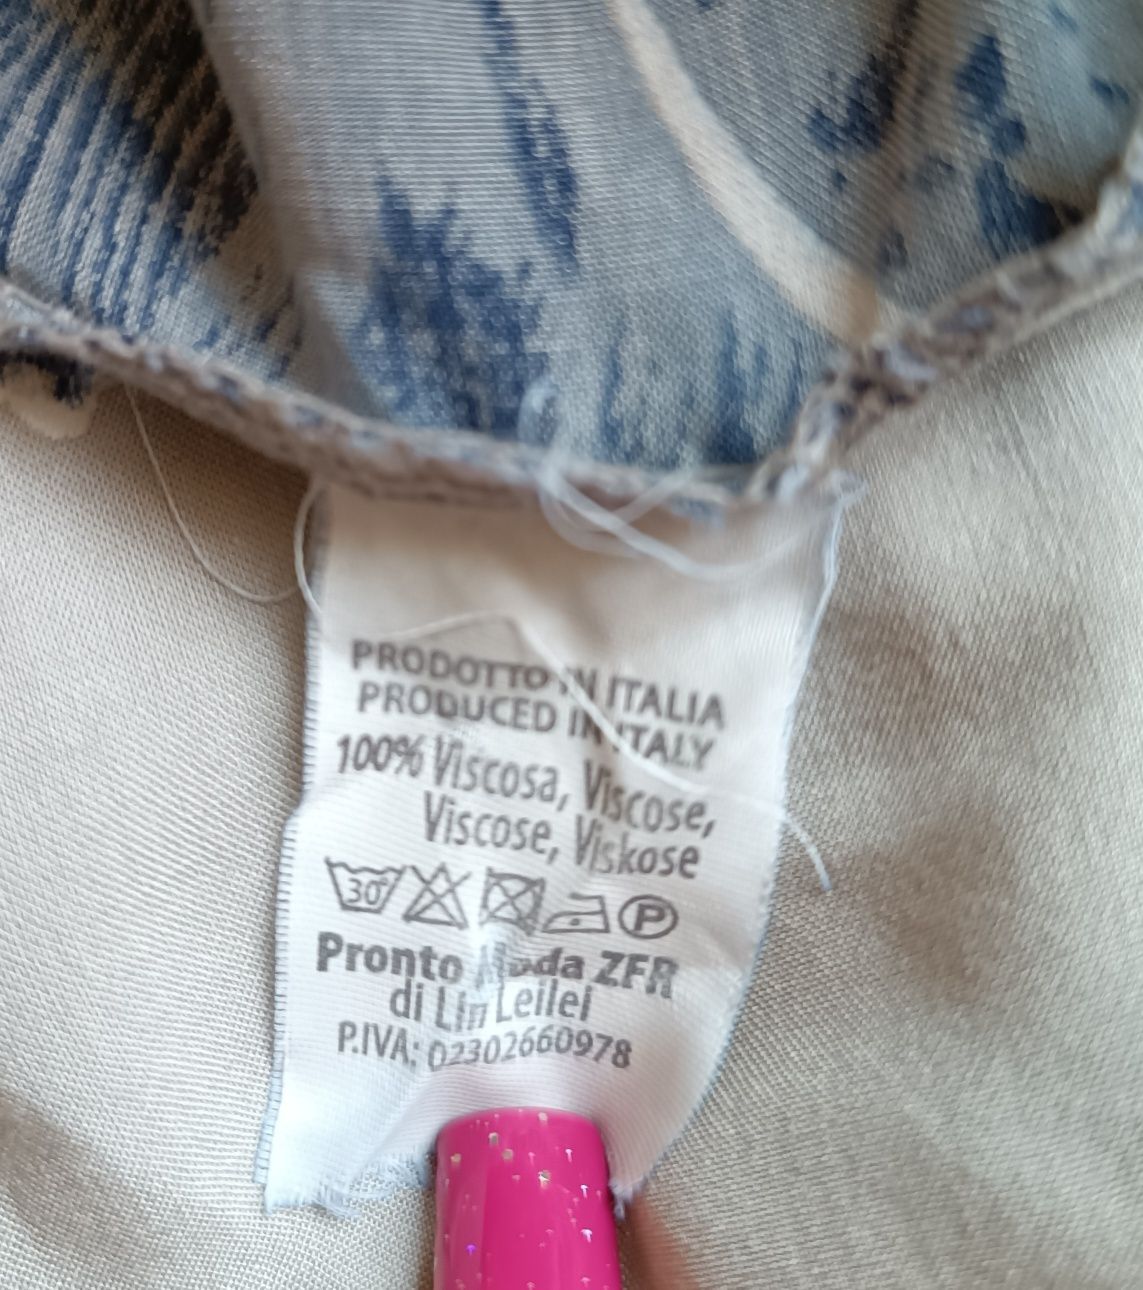 PRODOTTO IN ITALIA
PRODUCED IN ITALY
100% Viscosa, Viscose,
Viscose, Viskose
30° P
Pronto Moda ZFR
di Lin Leilei
P.IVA: 02302660978